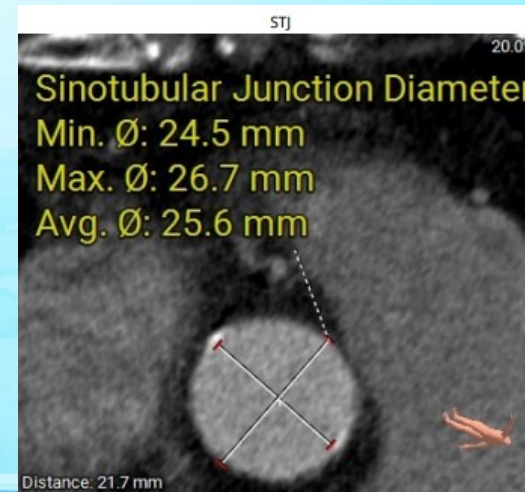 STJ
20.0
Sinotubular Junction Diameter
Min. Ø: 24.5 mm
Max. Ø: 26.7 mm
Avg. Ø: 25.6 mm
Distance: 21.7 mm